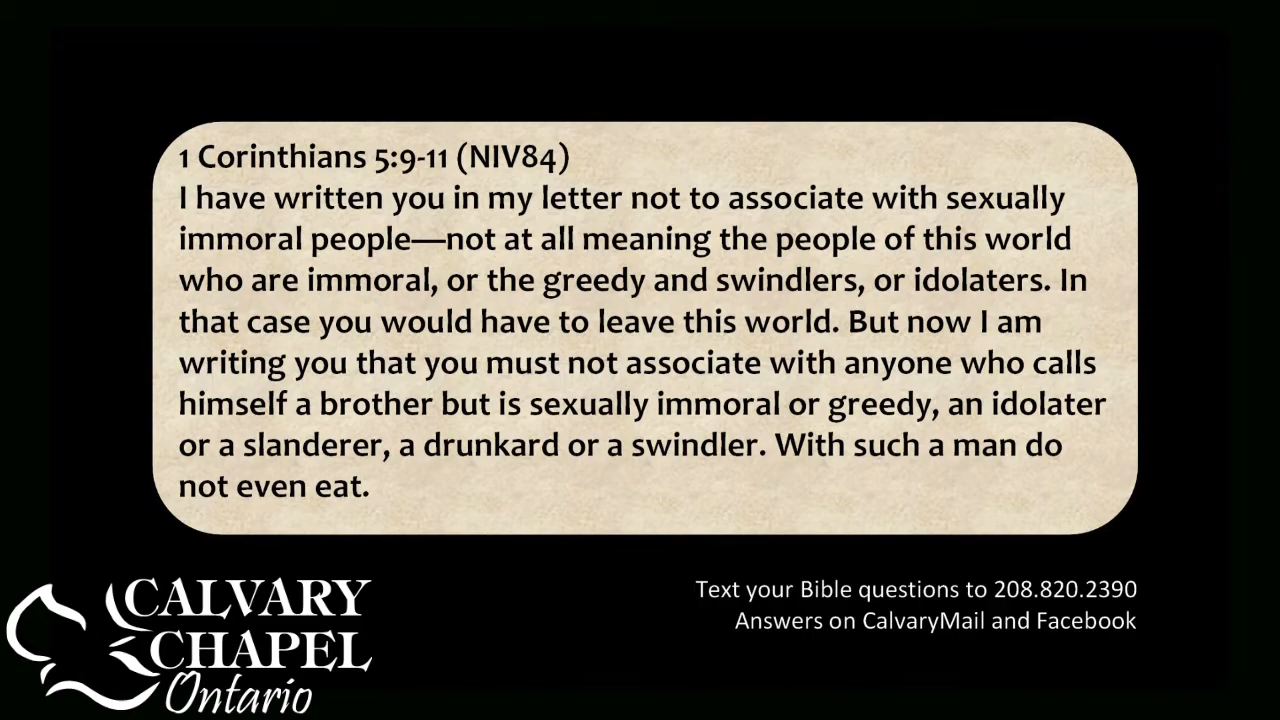 1 Corinthians 5:9-11 (NIV84)
I have written you in my letter not to associate with sexually
immoral people—not at all meaning the people of this world
who are immoral, or the greedy and swindlers, or idolaters. In
that case you would have to leave this world. But now I am
writing you that you must not associate with anyone who calls
himself a brother but is sexually immoral or greedy, an idolater
or a slanderer, a drunkard or a swindler. With such a man do
not even eat.
Text your Bible questions to 208.820.2390
Answers on CalvaryMail and Facebook
CALVARY
CHAPEL
Ontario